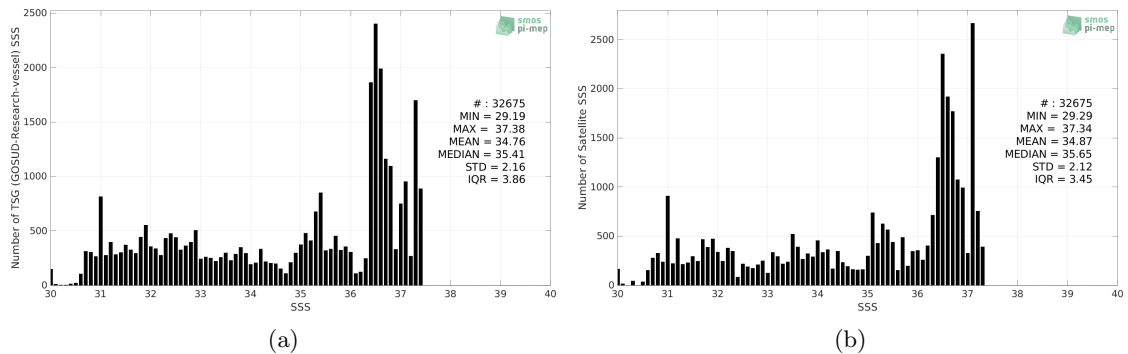 2500
2000
1500
1000
500
0
30 31 32 33 34 35 36 37 38 39 40
SSS
Number of TSG (GOSUD-Research-vessel) SSS
smos
pi-mep
# : 32675
MIN = 29.19
MAX = 37.38
MEAN = 34.76
MEDIAN = 35.41
STD = 2.16
IQR = 3.86
(a)
2500
2000
1500
1000
500
0
30 31 32 33 34 35 36 37 38 39 40
SSS
Number of Satellite SSS
smos
pi-mep
# : 32675
MIN = 29.29
MAX = 37.34
MEAN = 34.87
MEDIAN = 35.65
STD = 2.12
IQR = 3.45
(b)